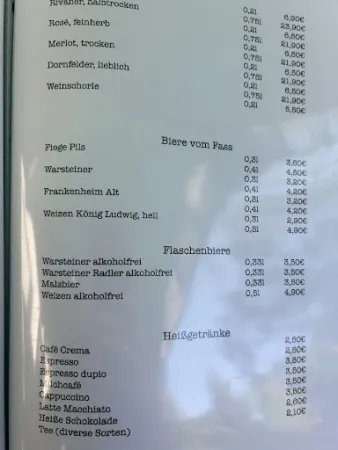 Rivaner, halbtrocken 0,2l 6,20€
Rosé, feinherb 0,75l 23,90€
0,2l 6,50€
Merlot, trocken 0,75l 21,90€
0,2l 6,50€
Dornfelder, lieblich 0,75l 21,90€
0,2l 6,50€
Weinschorle 0,75l 21,90€
0,2l 5,50€
Biere vom Fass
Fiege Pils 0,3l 3,60€
0,4l 4,50€
Warsteiner 0,3l 3,20€
0,4l 4,20€
Frankenheim Alt 0,3l 3,20€
0,4l 4,20€
Weizen König Ludwig, hell 0,3l 2,90€
0,5l 4,90€
Flaschenbiere
Warsteiner alkoholfrei 0,33l 3,50€
Warsteiner Radler alkoholfrei 0,33l 3,50€
Malzbier 0,33l 3,50€
Weizen alkoholfrei 0,5l 4,90€
Heißgetränke
Café Crema 2,50€
Espresso 2,50€
Espresso duplo 3,80€
Milchcafé 3,50€
Cappuccino 3,50€
Latte Macchiato 3,50€
Heiße Schokolade 2,60€
Tee (diverse Sorten) 2,10€